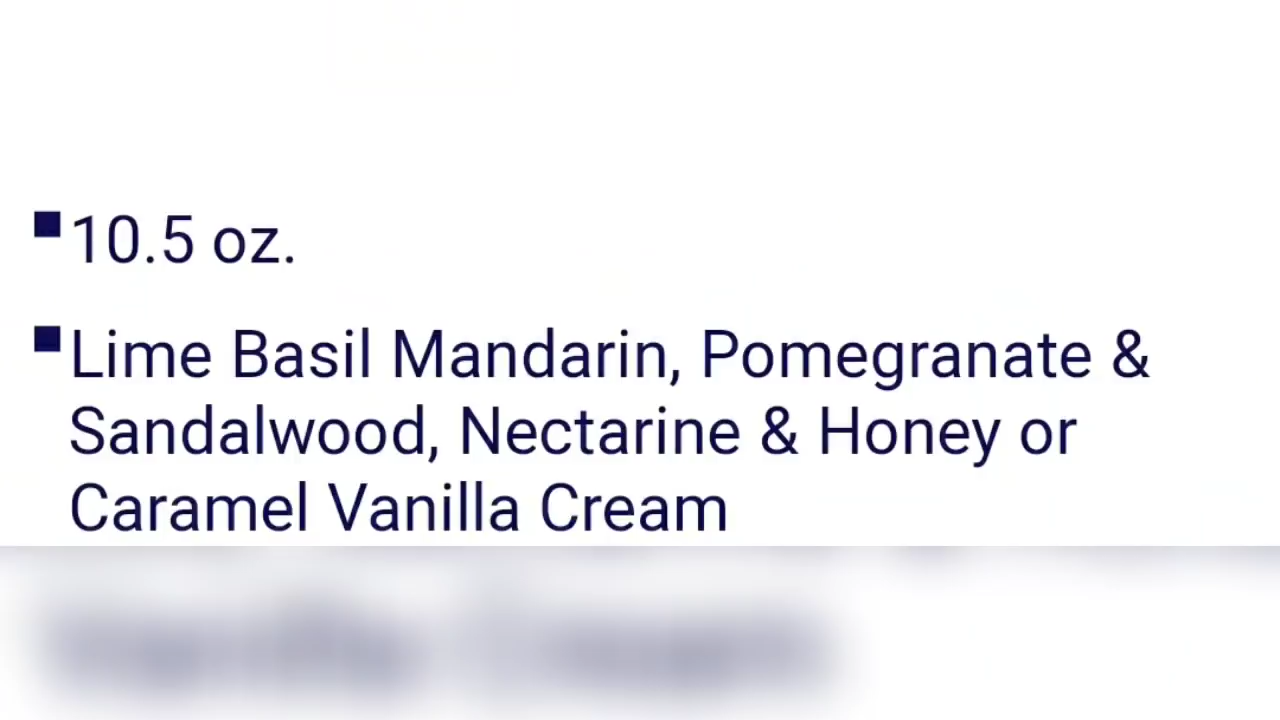 10.5 oz.
Lime Basil Mandarin, Pomegranate &
Sandalwood, Nectarine & Honey or
Caramel Vanilla Cream